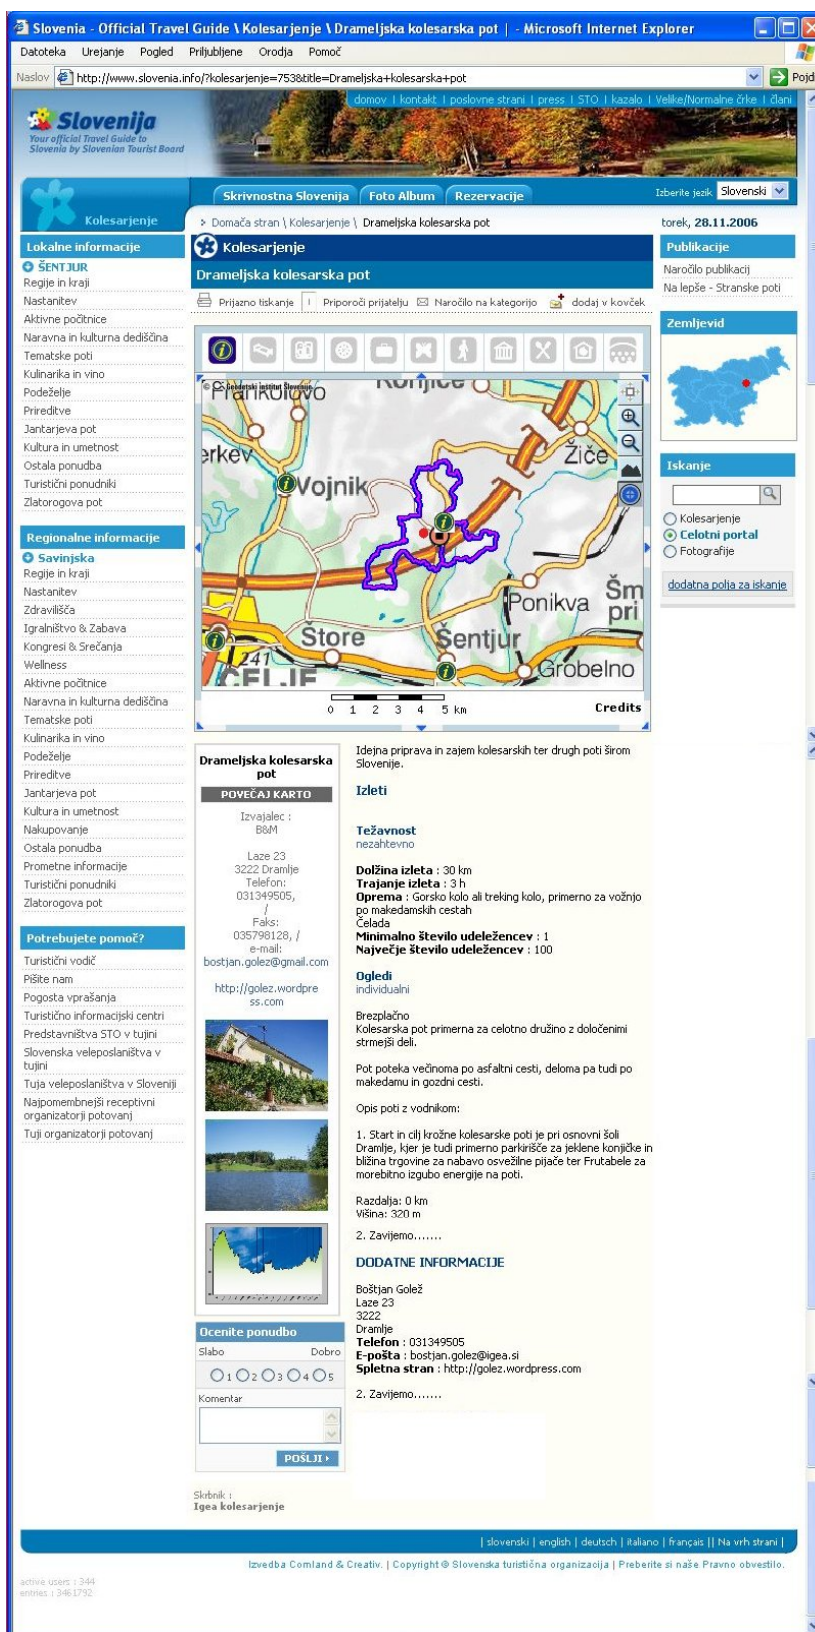 Slovenia - Official Travel Guide \ Kolesarjenje \ Drameljska kolesarska pot | - Microsoft Internet Explorer
Datoteka Urejanje Pogled Priljubljene Orodja Pomoč
Naslov http://www.slovenia.info/?kolesarjenje=753&title=Drameljska+kolesarska+pot Pojdi
domov | kontakt | poslovne strani | press | STO | kazalo | Velike/Normalne črke | člani
Slovenija
Your official Travel Guide to
Slovenia by Slovenian Tourist Board
Skrivnostna Slovenija Foto Album Rezervacije
Izberite jezik Slovenski
Kolesarjenje
> Domača stran \ Kolesarjenje \ Drameljska kolesarska pot
torek, 28.11.2006
Lokalne informacije
ŠENTJUR
Regije in kraji
Nastanitev
Aktivne počitnice
Naravna in kulturna dediščina
Tematske poti
Kulinarika in vino
Podeželje
Prireditve
Jantarjeva pot
Kultura in umetnost
Ostala ponudba
Turistični ponudniki
Zlatorogova pot
Regionalne informacije
Savinjska
Regije in kraji
Nastanitev
Zdravilišča
Igralništvo & Zabava
Kongresi & Srečanja
Wellness
Aktivne počitnice
Naravna in kulturna dediščina
Tematske poti
Kulinarika in vino
Podeželje
Prireditve
Jantarjeva pot
Kultura in umetnost
Nakupovanje
Ostala ponudba
Prometne informacije
Turistični ponudniki
Zlatorogova pot
Potrebujete pomoč?
Turistični vodič
Pišite nam
Pogosta vprašanja
Turistično informacijski centri
Predstavništva STO v tujini
Slovenska veleposlaništva v
tujini
Tuja veleposlaništva v Sloveniji
Najpomembnejši receptivni
organizatorji potovanj
Tuji organizatorji potovanj
Kolesarjenje
Drameljska kolesarska pot
Prijazno tiskanje Priporoči prijatelju Naročilo na kategorijo dodaj v kovček
© Geodetski institut Slovenije
Frankolovo
Konjice
erkev
Vojnik
Žiče
Ponikva
Šm
pri
Štore
Šentjur
241
CELJE
Grobelno
0 1 2 3 4 5 km
Credits
Drameljska kolesarska
pot
POVEČAJ KARTO
Izvajalec :
B&M
Laze 23
3222 Dramlje
Telefon:
031349505,
/
Faks:
035798128, /
e-mail:
bostjan.golez@gmail.com
http://golez.wordpre
ss.com
Ocenite ponudbo
Slabo Dobro
1 2 3 4 5
Komentar
POŠLJI
Skrbnik :
Igea kolesarjenje
Idejna priprava in zajem kolesarskih ter drugh poti širom
Slovenije.
Izleti
Težavnost
nezahtevno
Dolžina izleta : 30 km
Trajanje izleta : 3 h
Oprema : Gorsko kolo ali treking kolo, primerno za vožnjo
po makedamskih cestah
Čelada
Minimalno število udeležencev : 1
Največje število udeležencev : 100
Ogledi
individualni
Brezplačno
Kolesarska pot primerna za celotno družino z določenimi
strmejši deli.
Pot poteka večinoma po asfaltni cesti, deloma pa tudi po
makedamu in gozdni cesti.
Opis poti z vodnikom:
1. Start in cilj krožne kolesarske poti je pri osnovni šoli
Dramlje, kjer je tudi primerno parkirišče za jeklene konjičke in
bližina trgovine za nabavo osvežilne pijače ter Frutabele za
morebitno izgubo energije na poti.
Razdalja: 0 km
Višina: 320 m
2. Zavijemo.......
DODATNE INFORMACIJE
Boštjan Golež
Laze 23
3222
Dramlje
Telefon : 031349505
E-pošta : bostjan.golez@igea.si
Spletna stran : http://golez.wordpress.com
2. Zavijemo.......
Publikacije
Naročilo publikacij
Na lepše - Stranske poti
Zemljevid
Iskanje
Kolesarjenje
Celotni portal
Fotografije
dodatna polja za iskanje
| slovenski | english | deutsch | italiano | français || Na vrh strani |
Izvedba Comland & Creativ. | Copyright © Slovenska turistična organizacija | Preberite si naše Pravno obvestilo.
active users : 344
entries : 3461792